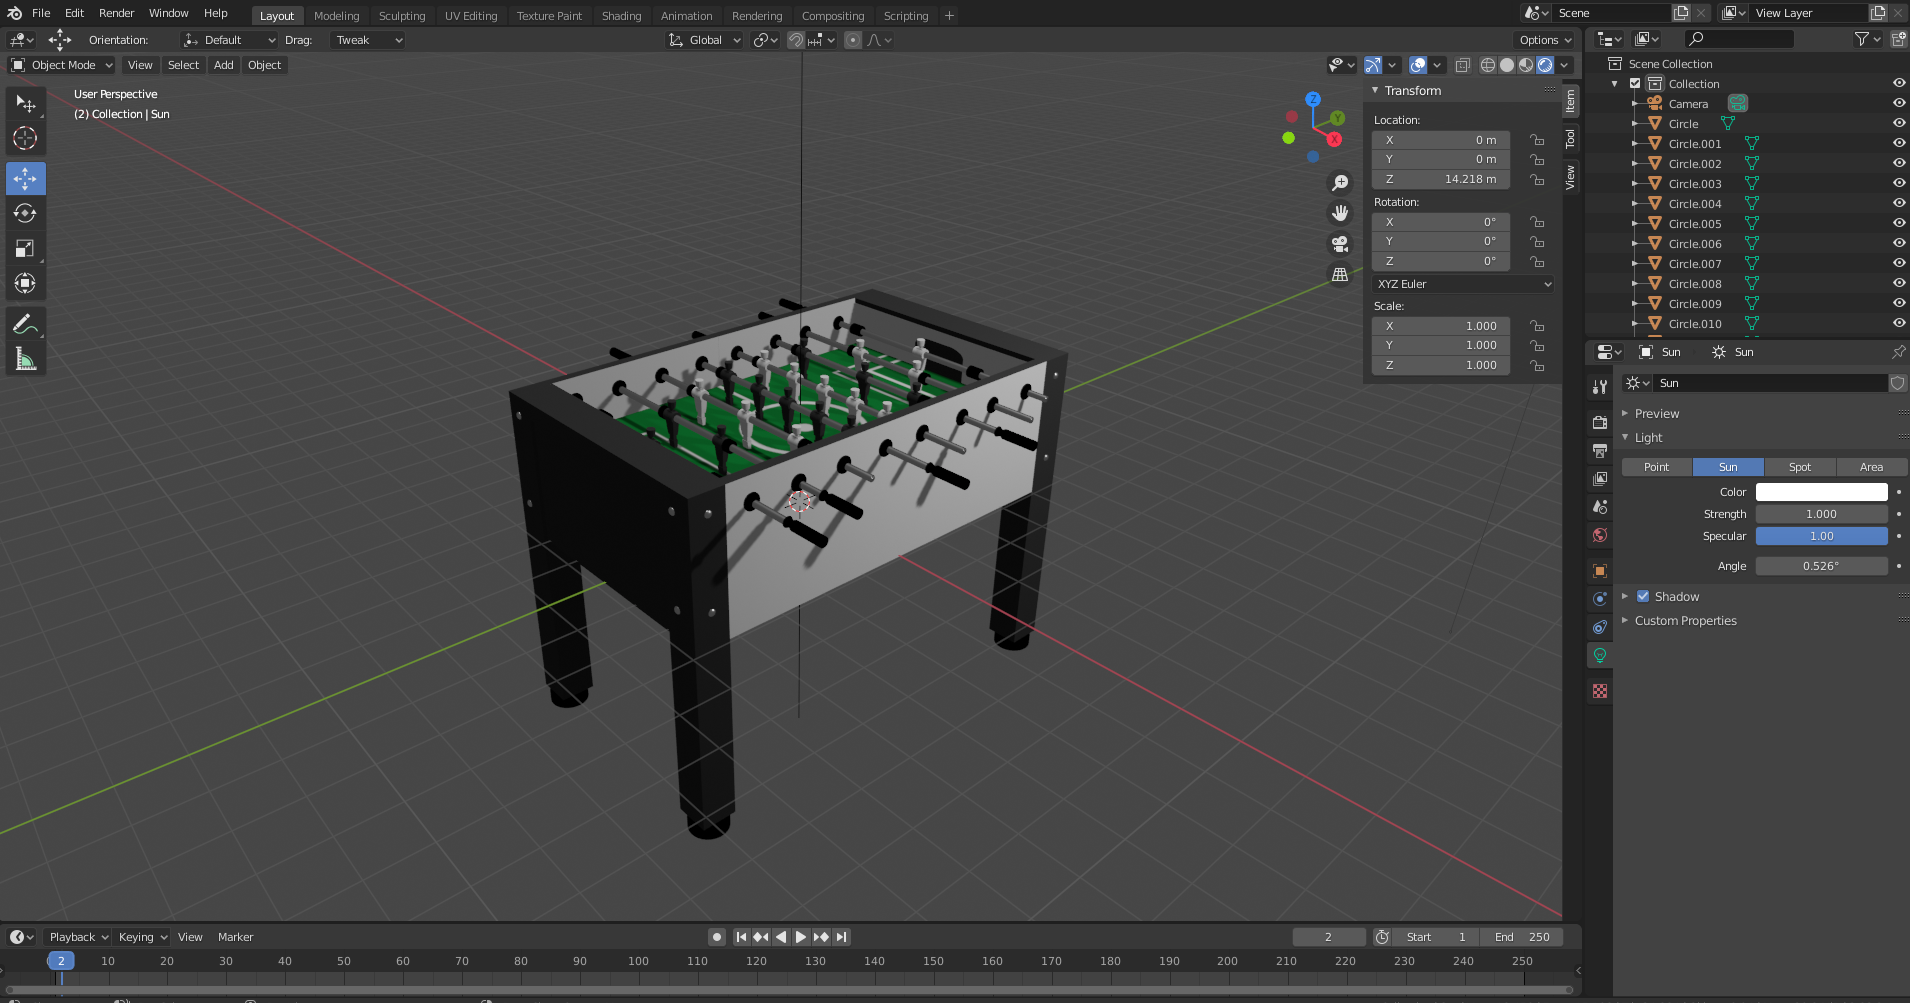 File Edit Render Window Help Layout Modeling Sculpting UV Editing Texture Paint Shading Animation Rendering Compositing Scripting + Scene View Layer
Orientation: Default Drag: Tweak Global Options
Object Mode View Select Add Object
User Perspective
(2) Collection | Sun
Z
Y
X
Transform
Location:
X 0 m
Y 0 m
Z 14.218 m
Rotation:
X 0°
Y 0°
Z 0°
XYZ Euler
Scale:
X 1.000
Y 1.000
Z 1.000
Item
Tool
View
Scene Collection
Collection
Camera
Circle
Circle.001
Circle.002
Circle.003
Circle.004
Circle.005
Circle.006
Circle.007
Circle.008
Circle.009
Circle.010
Sun Sun
Sun
Preview
Light
Point Sun Spot Area
Color
Strength 1.000
Specular 1.00
Angle 0.526°
Shadow
Custom Properties
Playback Keying View Marker 2 Start 1 End 250
2 10 20 30 40 50 60 70 80 90 100 110 120 130 140 150 160 170 180 190 200 210 220 230 240 250